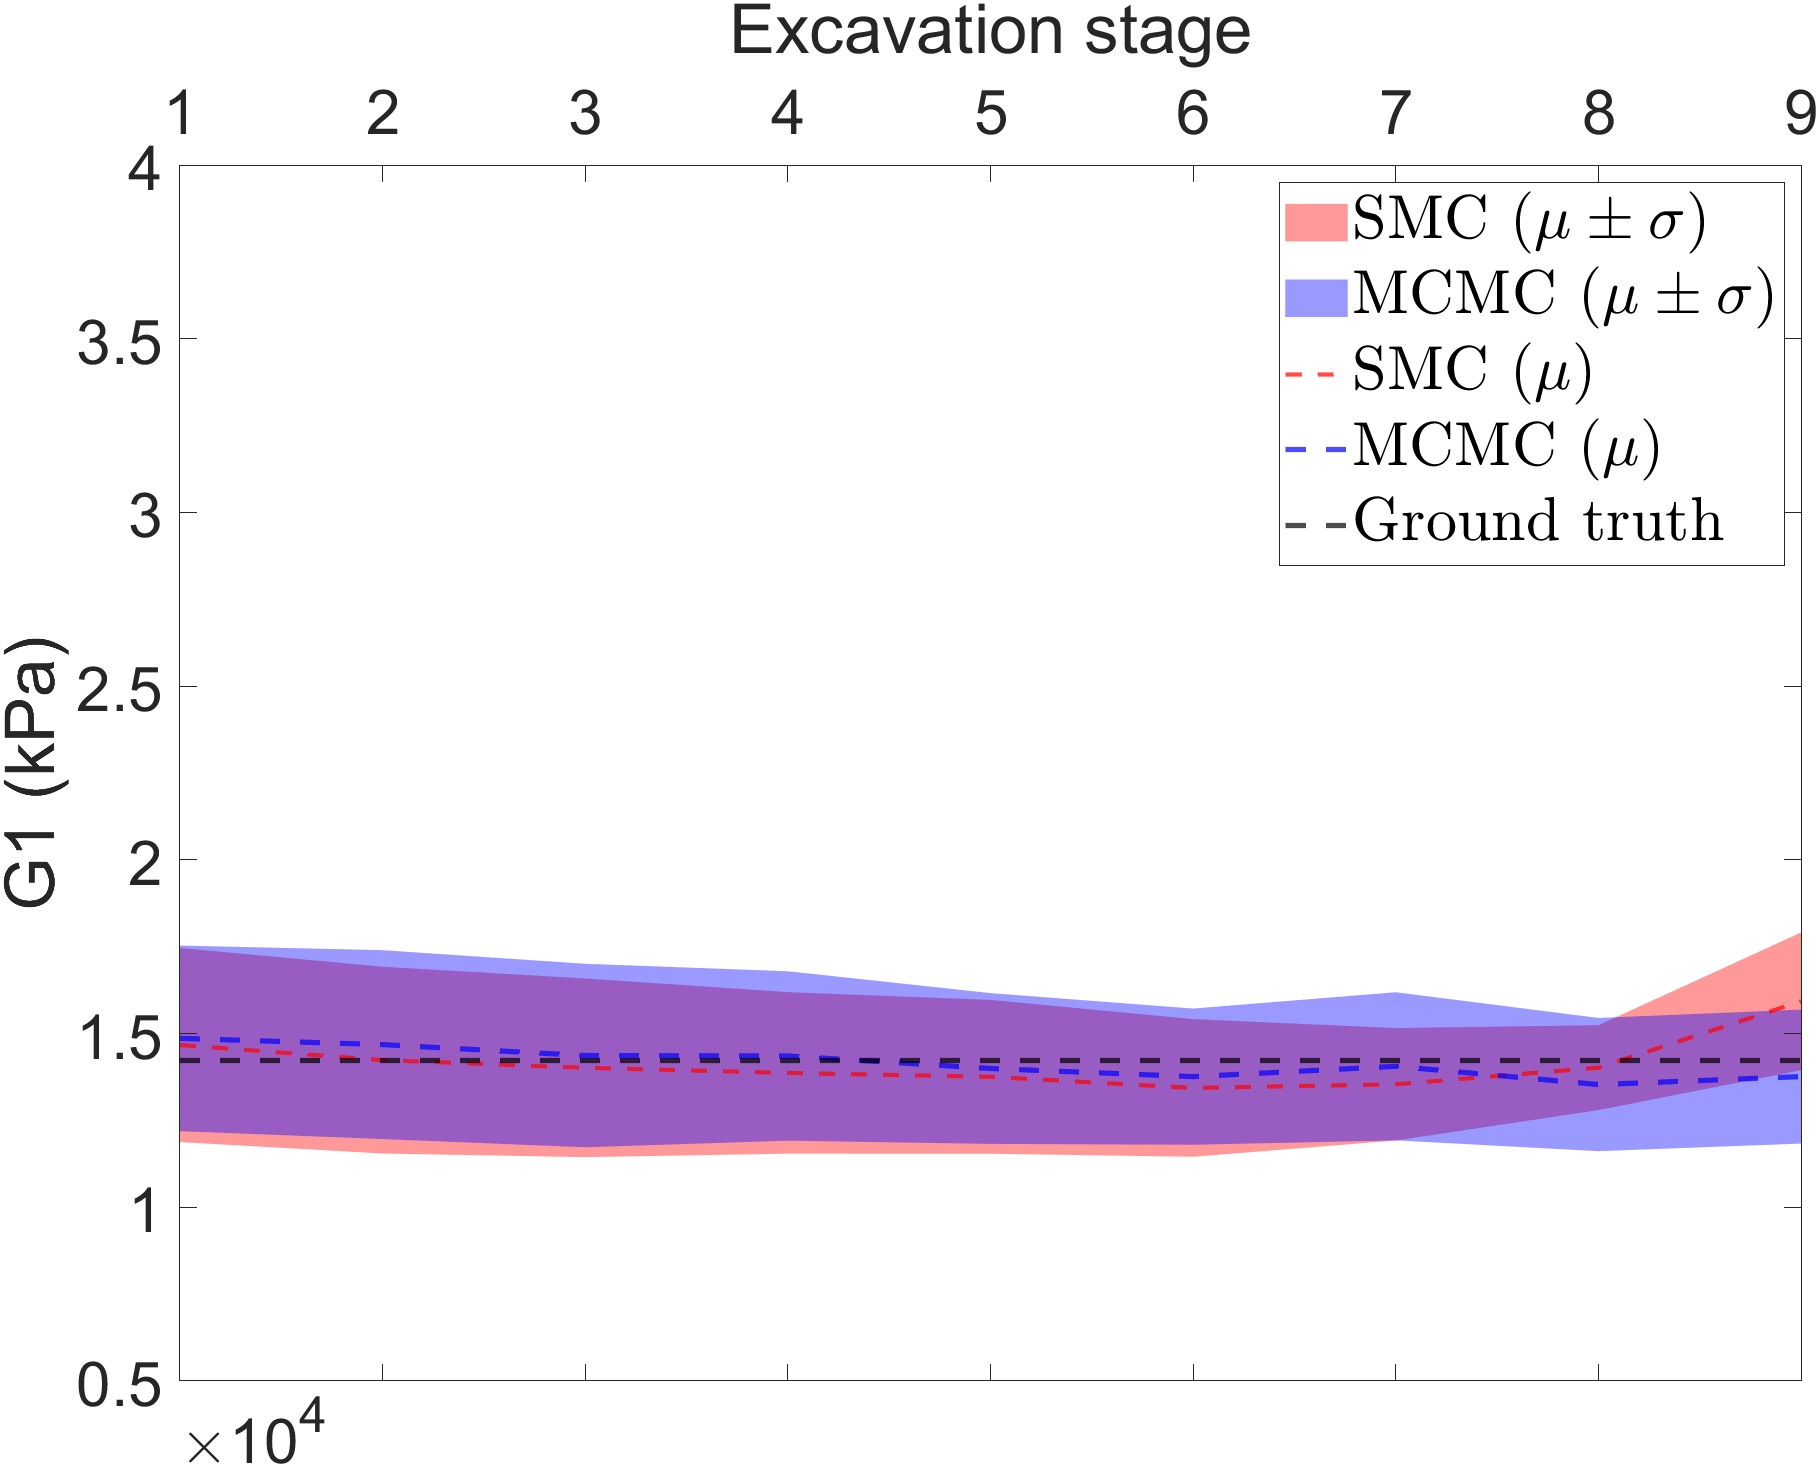 Excavation stage
1 2 3 4 5 6 7 8 9
4
3.5
3
2.5
2
1.5
1
0.5
×10^4
G1 (kPa)
SMC (μ ± σ)
MCMC (μ ± σ)
SMC (μ)
MCMC (μ)
Ground truth